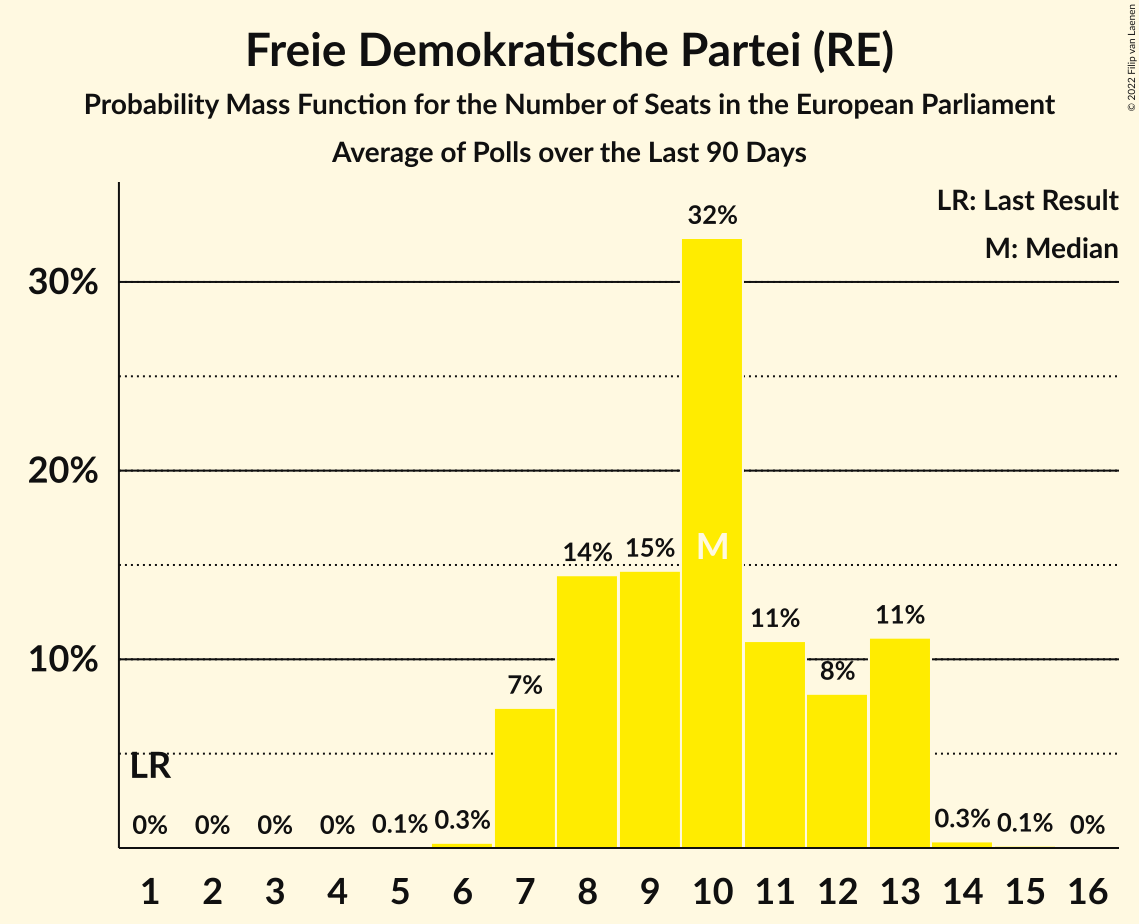 Freie Demokratische Partei (RE)
Probability Mass Function for the Number of Seats in the European Parliament
Average of Polls over the Last 90 Days
© 2022 Filip van Laenen
LR: Last Result
M: Median
32%
30%
20%
14%
15%
M
11%
11%
10%
8%
7%
LR
0%
0%
0%
0%
0.1%
0.3%
0.3%
0.1%
0%
1 2 3 4 5 6 7 8 9 10 11 12 13 14 15 16